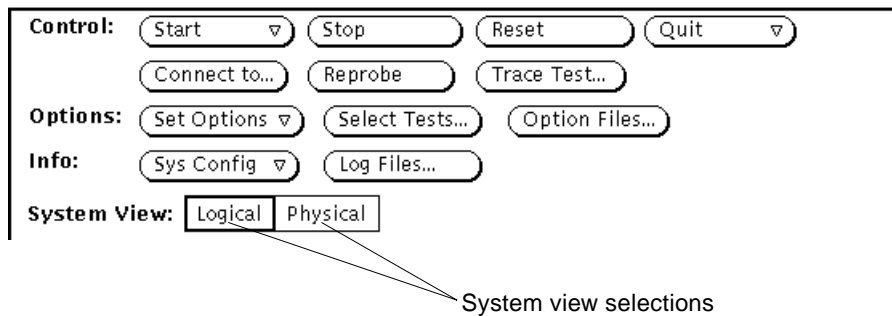 Control: Start Stop Reset Quit
Connect to... Reprobe Trace Test...
Options: Set Options Select Tests... Option Files...
Info: Sys Config Log Files...
System View: Logical Physical
System view selections